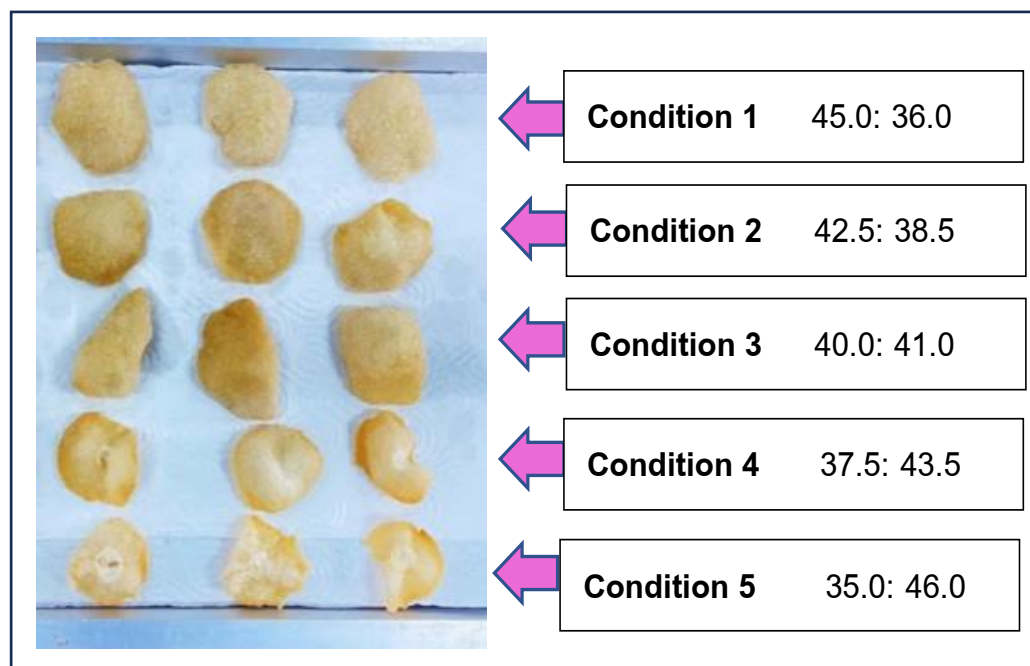 Condition 1 45.0: 36.0
Condition 2 42.5: 38.5
Condition 3 40.0: 41.0
Condition 4 37.5: 43.5
Condition 5 35.0: 46.0